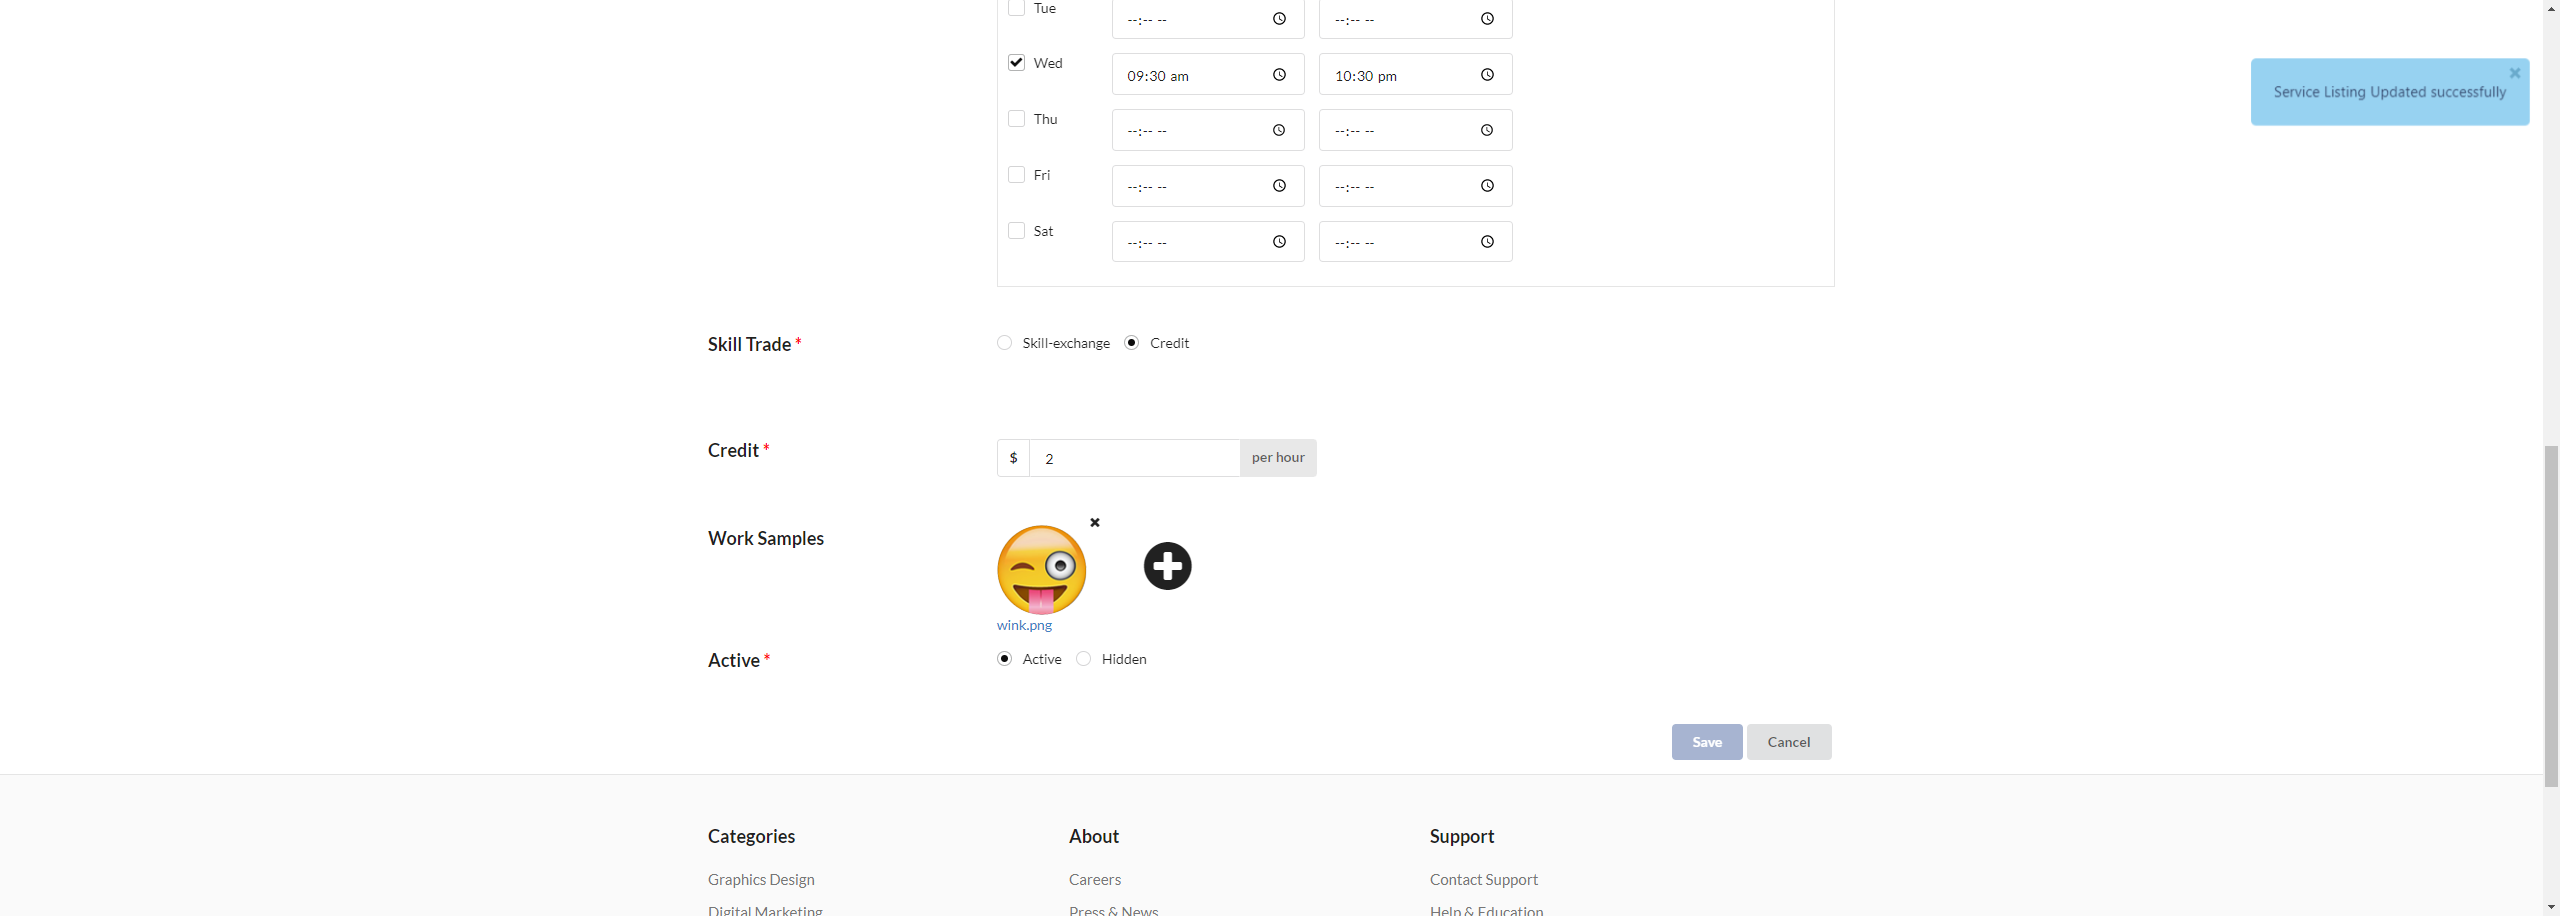 Tue --:-- -- --:-- --
Wed 09:30 am 10:30 pm
Service Listing Updated successfully
Thu --:-- -- --:-- --
Fri --:-- -- --:-- --
Sat --:-- -- --:-- --
Skill Trade * Skill-exchange Credit
Credit * $ 2 per hour
Work Samples
wink.png
Active * Active Hidden
Save Cancel
Categories About Support
Graphics Design Careers Contact Support
Digital Marketing Press & News Help & Education